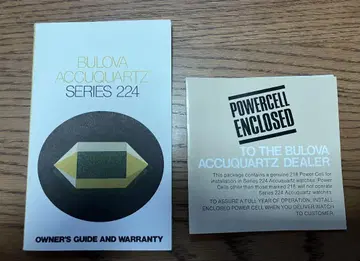 BULOVA
ACCUQUARTZ
SERIES 224
OWNER'S GUIDE AND WARRANTY
POWERCELL
ENCLOSED
TO THE BULOVA
ACCUQUARTZ DEALER
This package contains a genuine 218 Power Cell for
installation in Series 224 Accuquartz watches. Power
Cells other than those marked 218, will not operate
Series 224 Accuquartz watches.
TO ASSURE A FULL YEAR OF OPERATION, INSTALL
ENCLOSED POWER CELL WHEN YOU DELIVER WATCH
TO CUSTOMER.